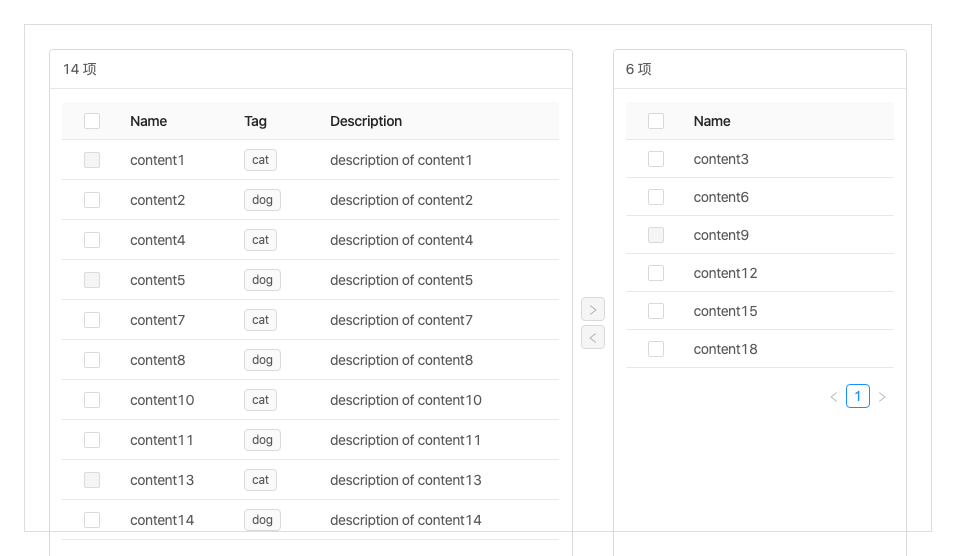 14 项
Name Tag Description
content1 cat description of content1
content2 dog description of content2
content4 cat description of content4
content5 dog description of content5
content7 cat description of content7
content8 dog description of content8
content10 cat description of content10
content11 dog description of content11
content13 cat description of content13
content14 dog description of content14
6 项
Name
content3
content6
content9
content12
content15
content18
1